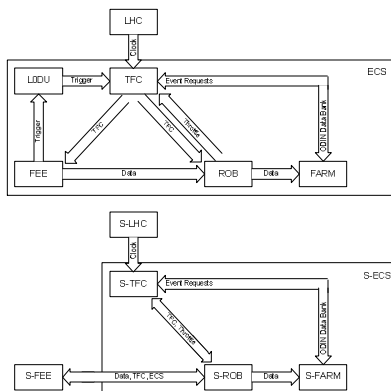 LHC
Clock
ECS
L0DU
Trigger
TFC
Event Requests
Trigger
TFC
TFC
Throttle
ODIN Data Bank
FEE
Data
ROB
Data
FARM
S-LHC
Clock
S-ECS
S-TFC
Event Requests
TFC, Throttle
ODIN Data Bank
S-FEE
Data, TFC, ECS
S-ROB
Data
S-FARM